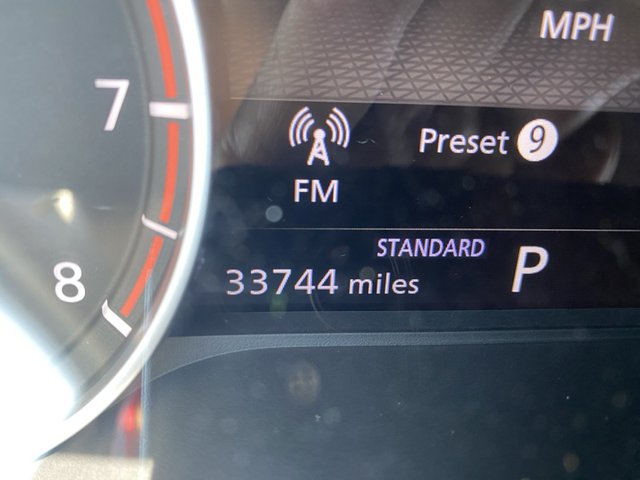 MPH
7
Preset 9
FM
STANDARD
8
33744 miles P